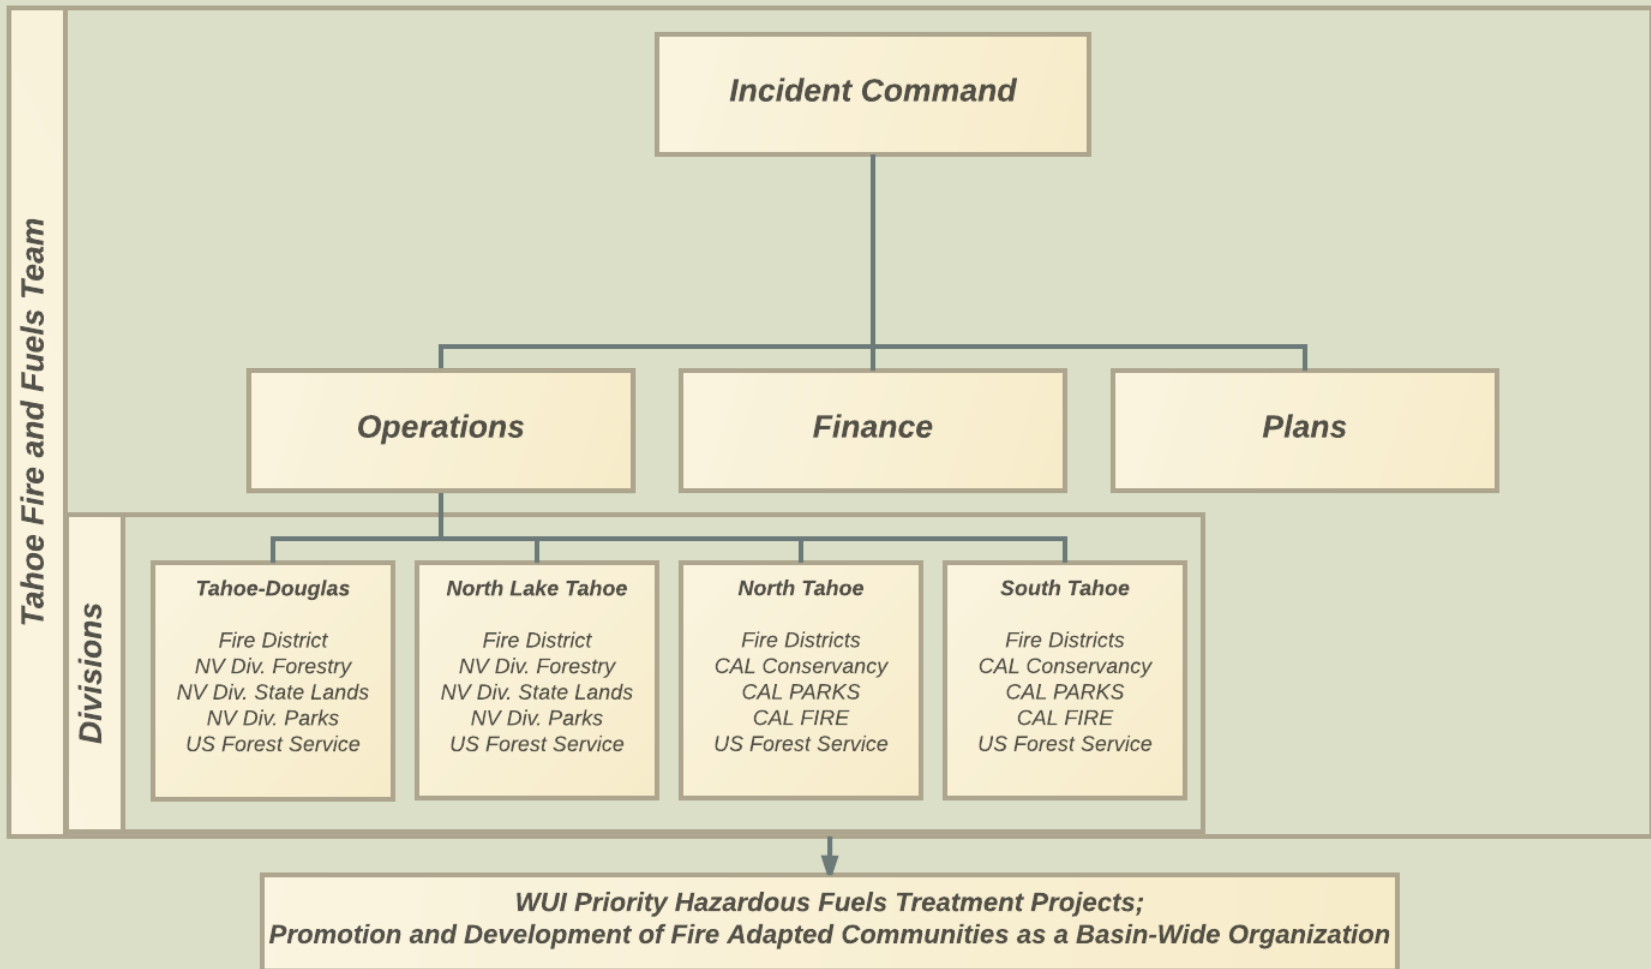 Tahoe Fire and Fuels Team
Incident Command
Operations
Finance
Plans
Divisions
Tahoe-Douglas
Fire District
NV Div. Forestry
NV Div. State Lands
NV Div. Parks
US Forest Service
North Lake Tahoe
Fire District
NV Div. Forestry
NV Div. State Lands
NV Div. Parks
US Forest Service
North Tahoe
Fire Districts
CAL Conservancy
CAL PARKS
CAL FIRE
US Forest Service
South Tahoe
Fire Districts
CAL Conservancy
CAL PARKS
CAL FIRE
US Forest Service
WUI Priority Hazardous Fuels Treatment Projects;
Promotion and Development of Fire Adapted Communities as a Basin-Wide Organization